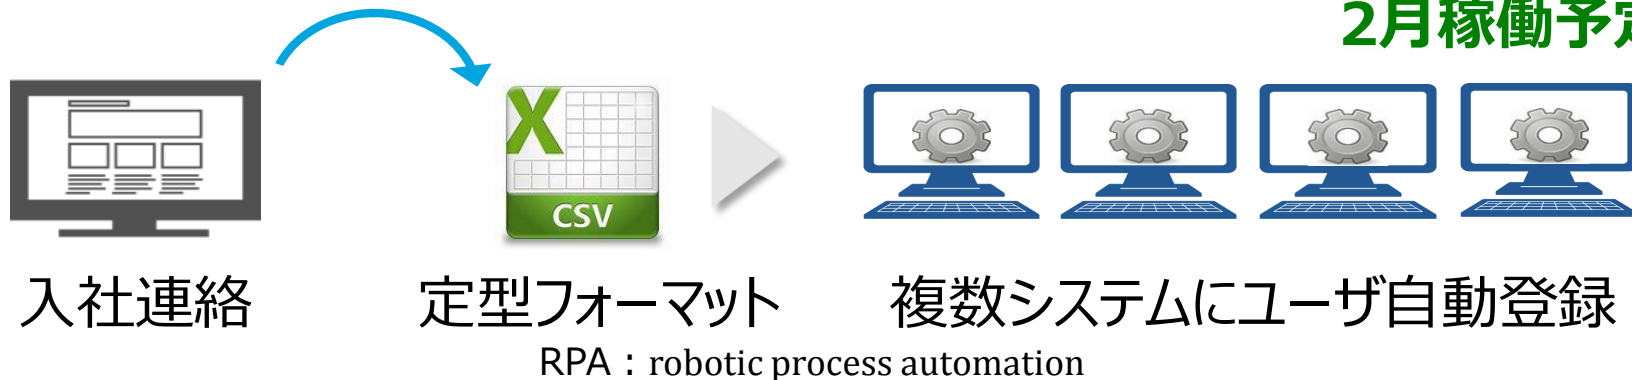 2月稼働予定
X
CSV
入社連絡
定型フォーマット
複数システムにユーザ自動登録
RPA：robotic process automation